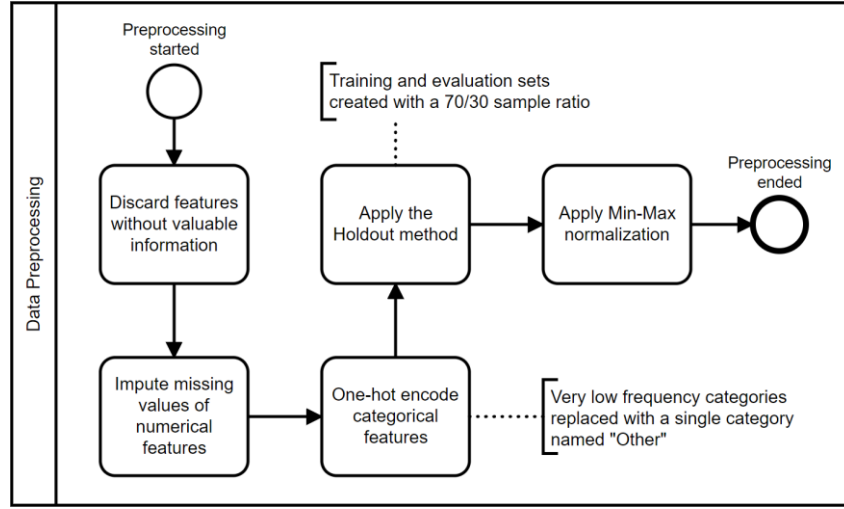 Data Preprocessing
Preprocessing
started
Discard features
without valuable
information
Impute missing
values of
numerical
features
One-hot encode
categorical
features
Very low frequency categories
replaced with a single category
named "Other"
Apply the
Holdout method
Training and evaluation sets
created with a 70/30 sample ratio
Apply Min-Max
normalization
Preprocessing
ended